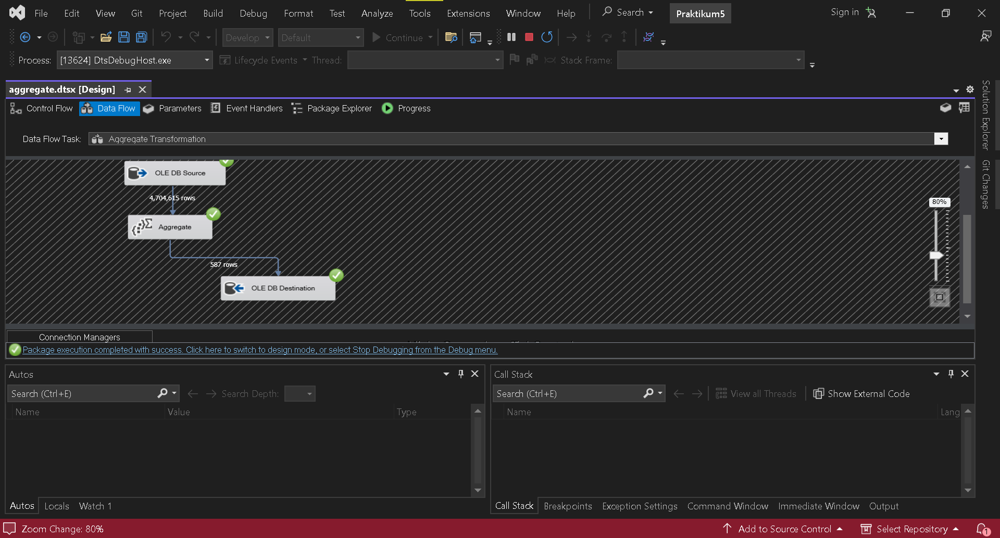 File Edit View Git Project Build Debug Format Test Analyze Tools Extensions Window Help Search Praktikum5 Sign in
Develop Default Continue
Process: [13624] DtsDebugHost.exe Lifecycle Events Thread: Stack Frame:
aggregate.dtsx [Design]
Control Flow Data Flow Parameters Event Handlers Package Explorer Progress
Data Flow Task: Aggregate Transformation
OLE DB Source
4,704,615 rows
Aggregate
587 rows
OLE DB Destination
80%
Solution Explorer
Git Changes
Connection Managers
Package execution completed with success. Click here to switch to design mode, or select Stop Debugging from the Debug menu.
Autos
Search (Ctrl+E) Search Depth:
Name Value Type
Autos Locals Watch 1
Call Stack
Search (Ctrl+E) View all Threads Show External Code
Name Lang
Call Stack Breakpoints Exception Settings Command Window Immediate Window Output
Zoom Change: 80% Add to Source Control Select Repository 1